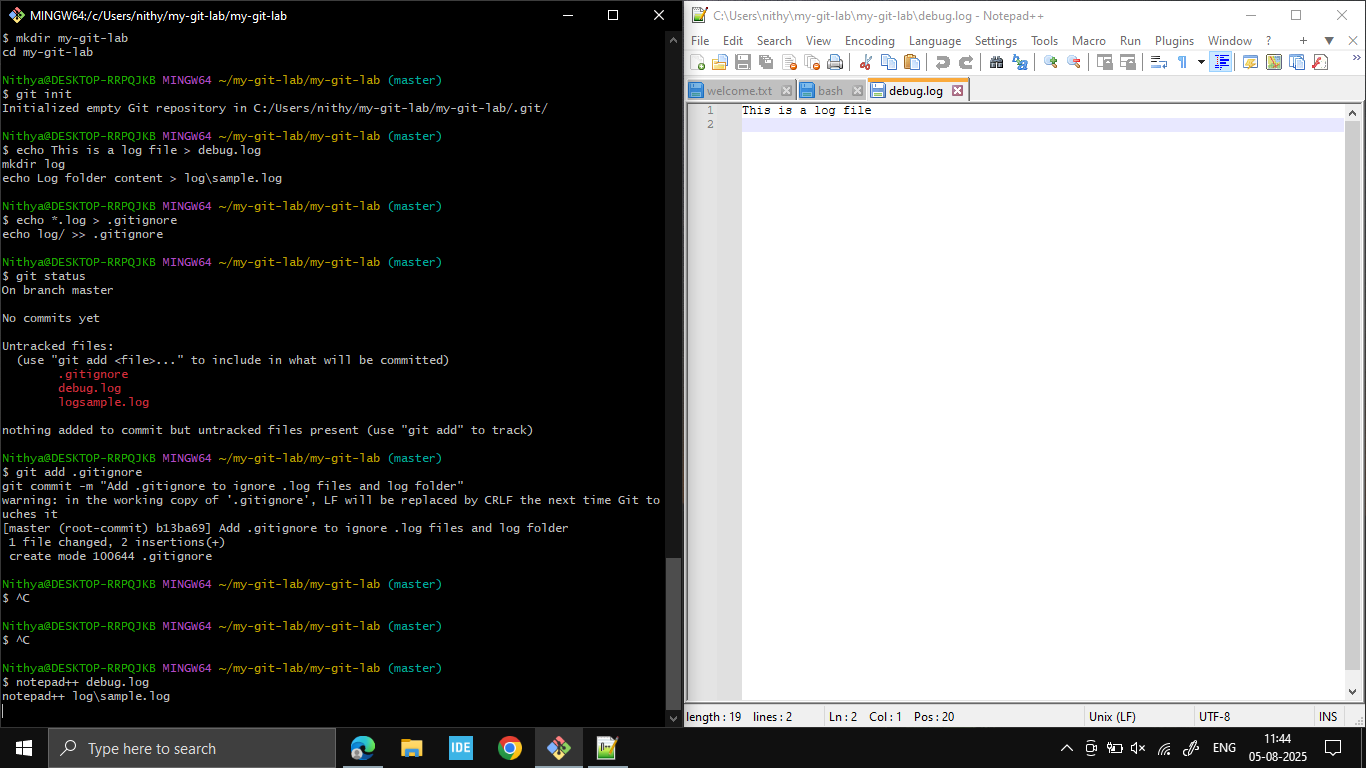 MINGW64:/c/Users/nithy/my-git-lab/my-git-lab
$ mkdir my-git-lab
cd my-git-lab
Nithya@DESKTOP-RRPQJKB MINGW64 ~/my-git-lab/my-git-lab (master)
$ git init
Initialized empty Git repository in C:/Users/nithy/my-git-lab/my-git-lab/.git/
Nithya@DESKTOP-RRPQJKB MINGW64 ~/my-git-lab/my-git-lab (master)
$ echo This is a log file > debug.log
mkdir log
echo Log folder content > log\sample.log
Nithya@DESKTOP-RRPQJKB MINGW64 ~/my-git-lab/my-git-lab (master)
$ echo *.log > .gitignore
echo log/ >> .gitignore
Nithya@DESKTOP-RRPQJKB MINGW64 ~/my-git-lab/my-git-lab (master)
$ git status
On branch master
No commits yet
Untracked files:
(use "git add <file>..." to include in what will be committed)
.gitignore
debug.log
logsample.log
nothing added to commit but untracked files present (use "git add" to track)
Nithya@DESKTOP-RRPQJKB MINGW64 ~/my-git-lab/my-git-lab (master)
$ git add .gitignore
git commit -m "Add .gitignore to ignore .log files and log folder"
warning: in the working copy of '.gitignore', LF will be replaced by CRLF the next time Git to
uches it
[master (root-commit) b13ba69] Add .gitignore to ignore .log files and log folder
1 file changed, 2 insertions(+)
create mode 100644 .gitignore
Nithya@DESKTOP-RRPQJKB MINGW64 ~/my-git-lab/my-git-lab (master)
$ ^C
Nithya@DESKTOP-RRPQJKB MINGW64 ~/my-git-lab/my-git-lab (master)
$ ^C
Nithya@DESKTOP-RRPQJKB MINGW64 ~/my-git-lab/my-git-lab (master)
$ notepad++ debug.log
notepad++ log\sample.log
C:\Users\nithy\my-git-lab\my-git-lab\debug.log - Notepad++
File Edit Search View Encoding Language Settings Tools Macro Run Plugins Window ? + ▼ X
welcome.txt bash debug.log
1 This is a log file
2
length : 19 lines : 2 Ln : 2 Col : 1 Pos : 20 Unix (LF) UTF-8 INS
Type here to search
IDE
ENG
11:44
05-08-2025